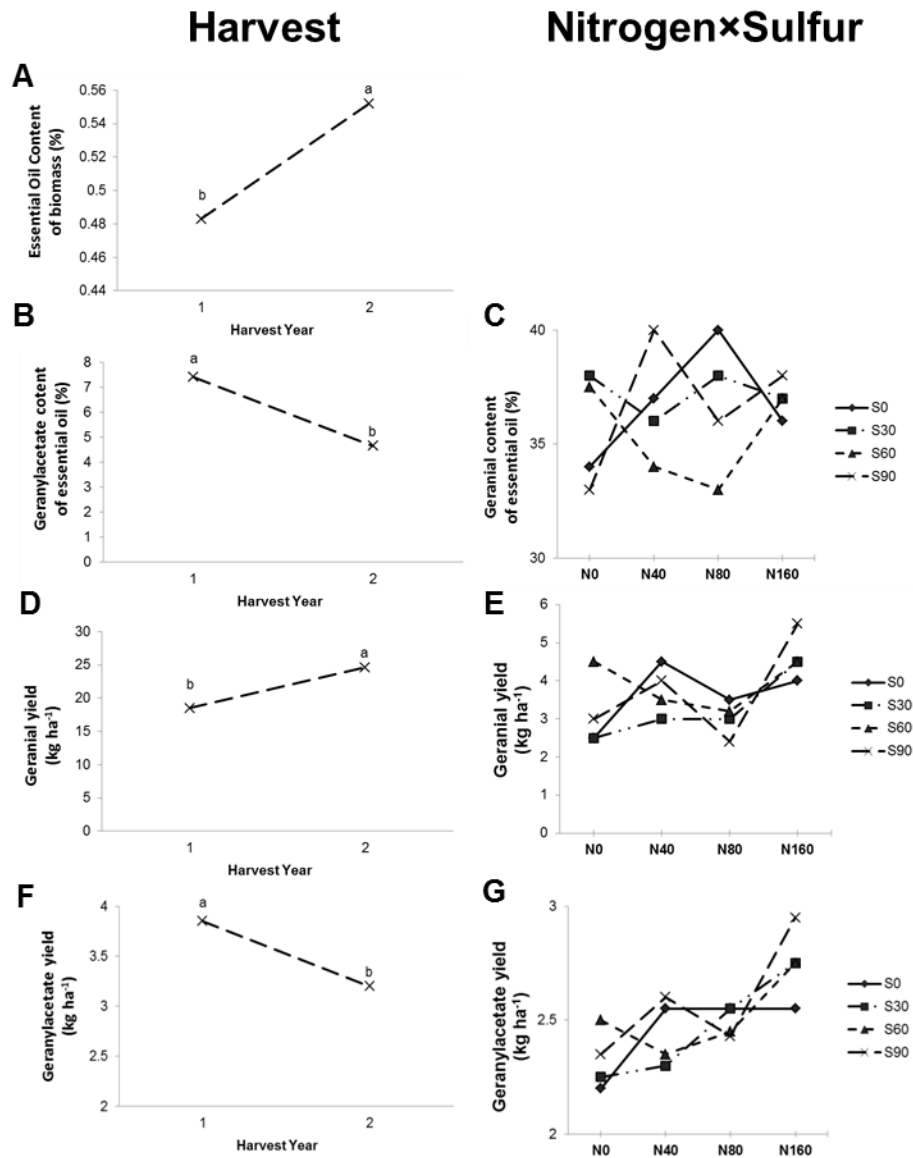 Harvest
Nitrogen×Sulfur
A
Essential Oil Content
of biomass (%)
0.56
0.54
0.52
0.5
0.48
0.46
0.44
b
a
1
2
Harvest Year
B
Geranylacetate cotent
of essential oil (%)
8
7
6
5
4
3
2
1
0
a
b
1
2
Harvest Year
C
Geranial content
of essential oil (%)
40
35
30
N0
N40
N80
N160
S0
S30
S60
S90
D
Geranial yield
(kg ha⁻¹)
30
25
20
15
10
5
0
b
a
1
2
Harvest Year
E
Geranial yield
(kg ha⁻¹)
6
5
4
3
2
1
0
N0
N40
N80
N160
S0
S30
S60
S90
F
Geranylacetate yield
(kg ha⁻¹)
4
3.5
3
2.5
2
a
b
1
2
Harvest Year
G
Geranylacetate yield
(kg ha⁻¹)
3
2.5
2
N0
N40
N80
N160
S0
S30
S60
S90